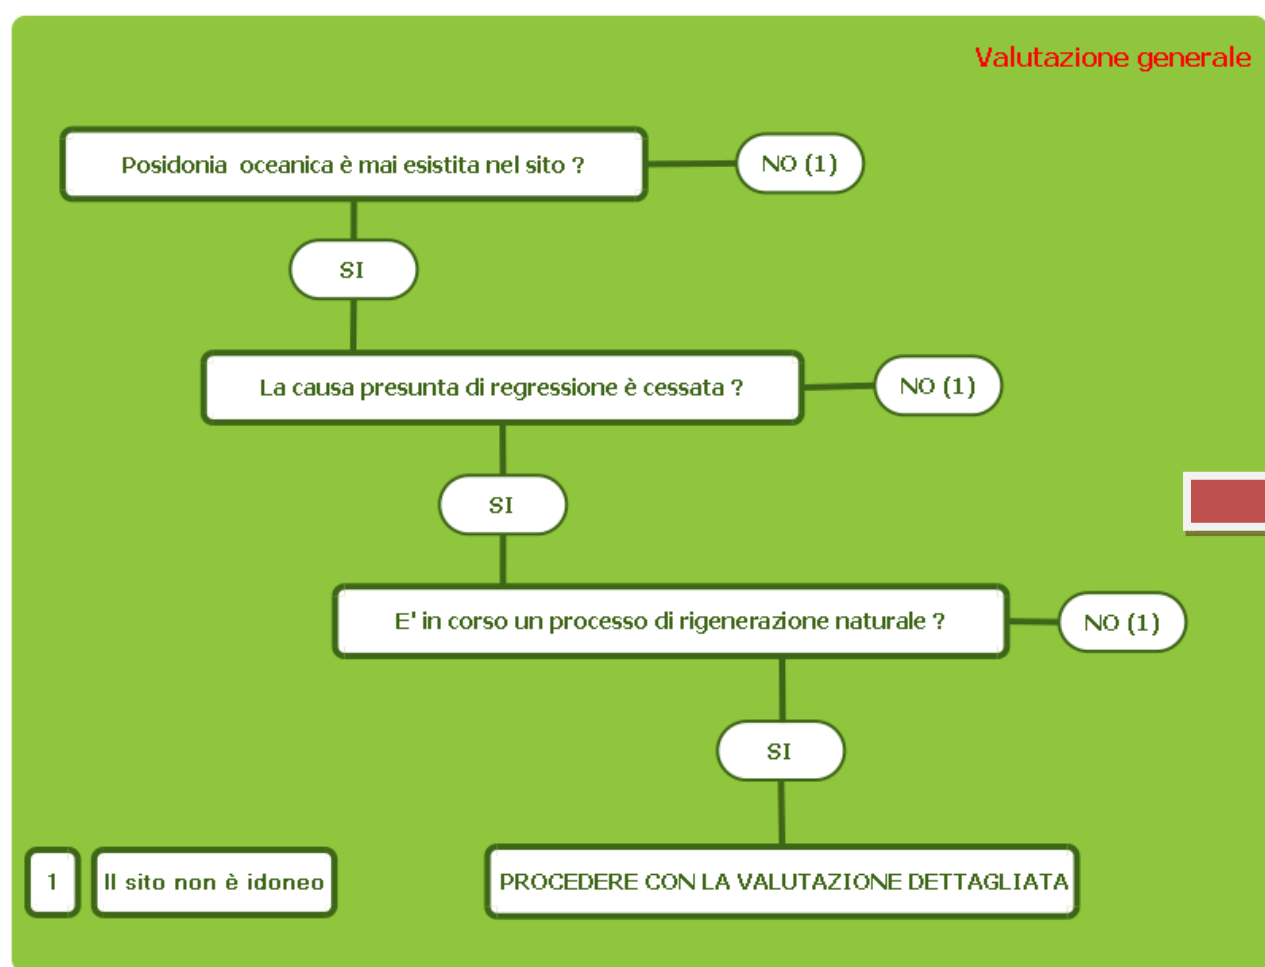 Valutazione generale
Posidonia oceanica è mai esistita nel sito ?
NO (1)
SI
La causa presunta di regressione è cessata ?
NO (1)
SI
E' in corso un processo di rigenerazione naturale ?
NO (1)
SI
1
Il sito non è idoneo
PROCEDERE CON LA VALUTAZIONE DETTAGLIATA